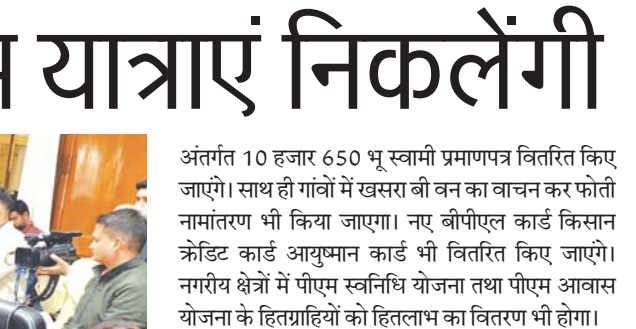 यात्राएं निकलेंगी
अंतर्गत 10 हजार 650 भू स्वामी प्रमाणपत्र वितरित किए
जाएंगे। साथ ही गांवों में खसरा बी वन का वाचन कर फोती
नामांतरण भी किया जाएगा। नए बीपीएल कार्ड किसान
क्रेडिट कार्ड आयुष्मान कार्ड भी वितरित किए जाएंगे।
नगरीय क्षेत्रों में पीएम स्वनिधि योजना तथा पीएम आवास
योजना के हितग्राहियों को हितलाभ का वितरण भी होगा।